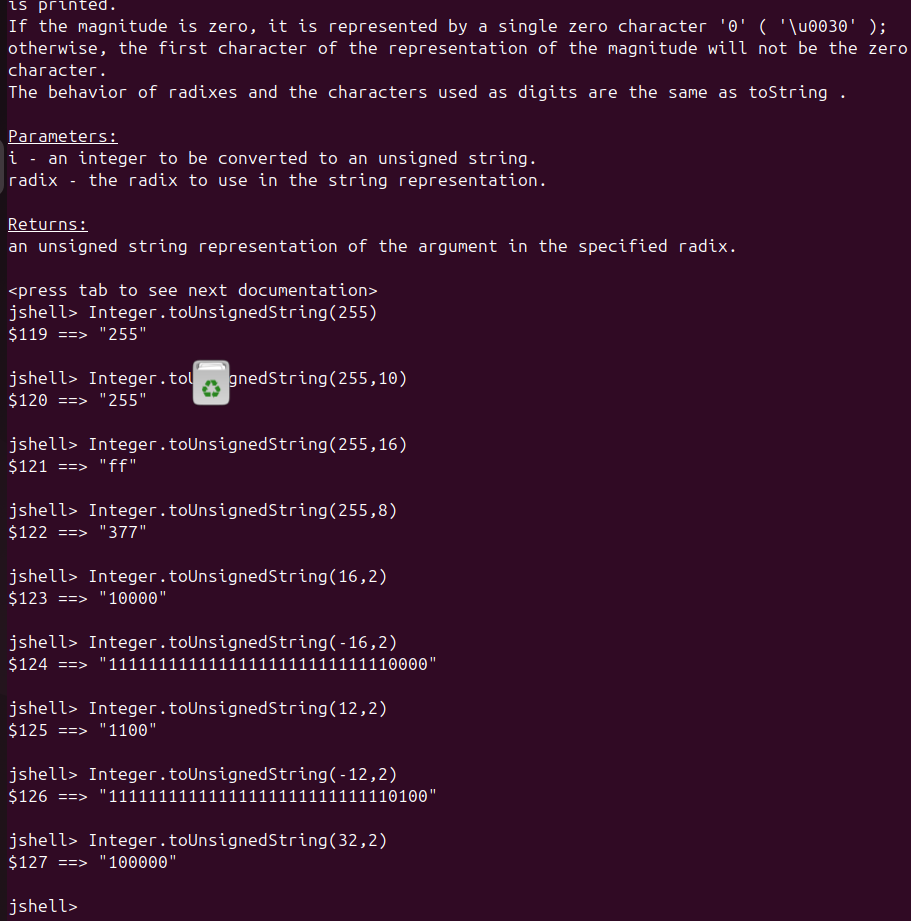 is printed.
If the magnitude is zero, it is represented by a single zero character '0' ( '\u0030' );
otherwise, the first character of the representation of the magnitude will not be the zero
character.
The behavior of radixes and the characters used as digits are the same as toString .
Parameters:
i - an integer to be converted to an unsigned string.
radix - the radix to use in the string representation.
Returns:
an unsigned string representation of the argument in the specified radix.
<press tab to see next documentation>
jshell> Integer.toUnsignedString(255)
$119 ==> "255"
jshell> Integer.toUnsignedString(255,10)
$120 ==> "255"
jshell> Integer.toUnsignedString(255,16)
$121 ==> "ff"
jshell> Integer.toUnsignedString(255,8)
$122 ==> "377"
jshell> Integer.toUnsignedString(16,2)
$123 ==> "10000"
jshell> Integer.toUnsignedString(-16,2)
$124 ==> "11111111111111111111111111110000"
jshell> Integer.toUnsignedString(12,2)
$125 ==> "1100"
jshell> Integer.toUnsignedString(-12,2)
$126 ==> "11111111111111111111111111110100"
jshell> Integer.toUnsignedString(32,2)
$127 ==> "100000"
jshell>